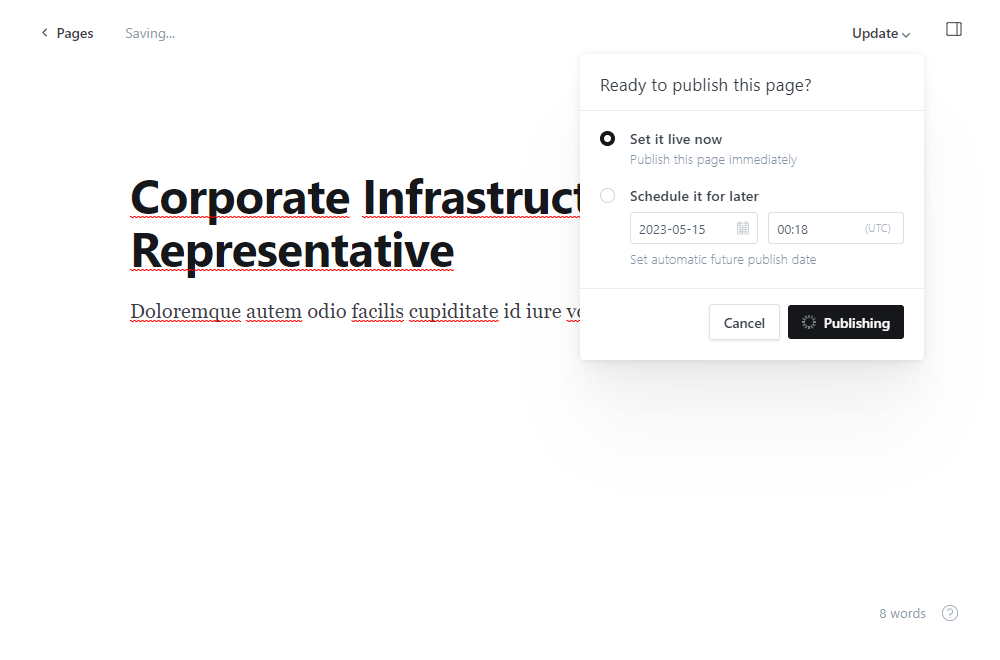 Pages
Saving...
Update
Ready to publish this page?
Set it live now
Publish this page immediately
Schedule it for later
2023-05-15
00:18
(UTC)
Set automatic future publish date
Cancel
Publishing
Corporate
Representative
Doloremque autem odio facilis cupiditate id iure
8 words
?